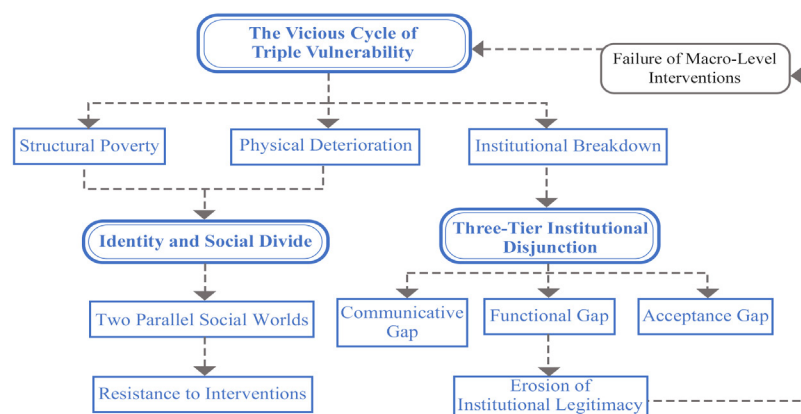 The Vicious Cycle of
Triple Vulnerability
Failure of Macro-Level
Interventions
Structural Poverty
Physical Deterioration
Institutional Breakdown
Identity and Social Divide
Three-Tier Institutional
Disjunction
Two Parallel Social Worlds
Communicative
Gap
Functional Gap
Acceptance Gap
Resistance to Interventions
Erosion of
Institutional Legitimacy